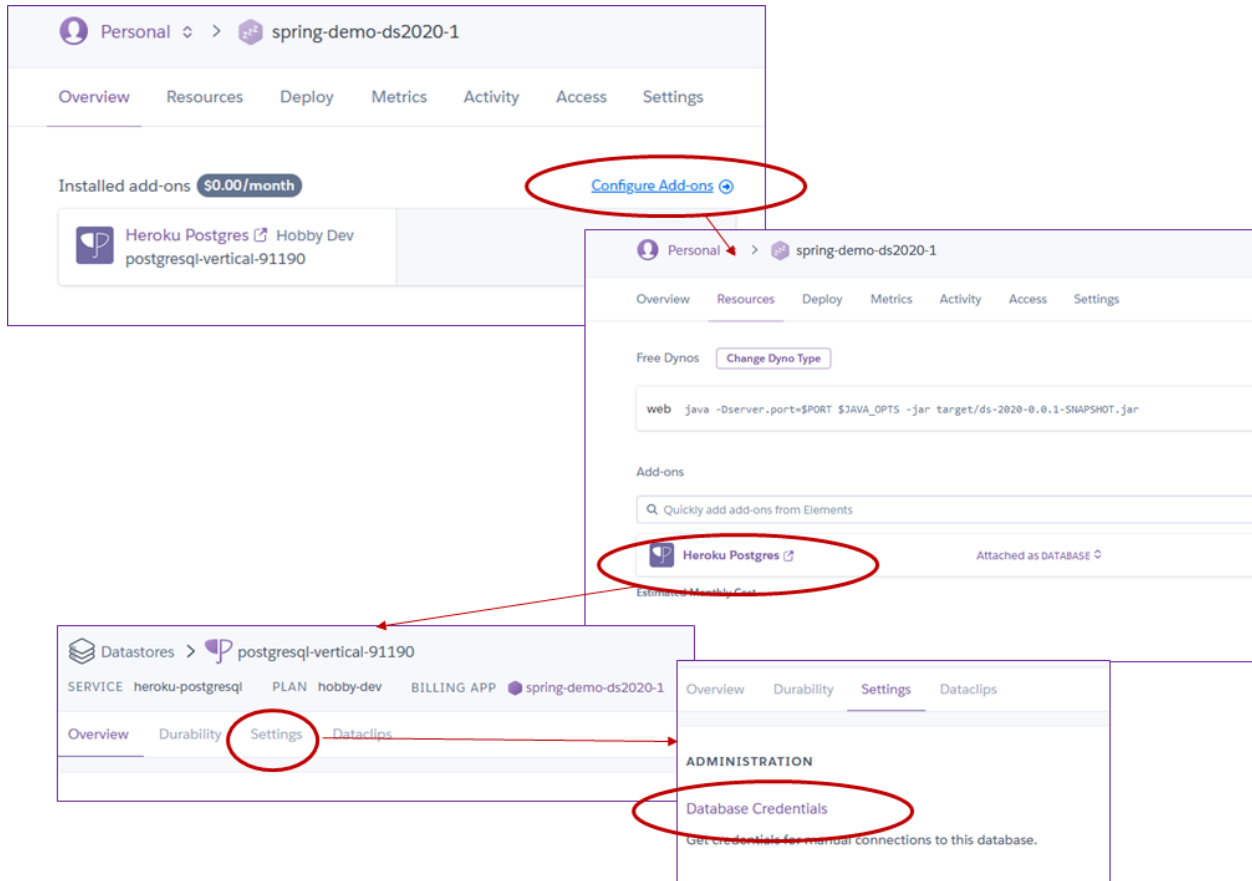 Personal > spring-demo-ds2020-1
Overview Resources Deploy Metrics Activity Access Settings
Installed add-ons $0.00/month Configure Add-ons
Heroku Postgres Hobby Dev
postgresql-vertical-91190
Personal > spring-demo-ds2020-1
Overview Resources Deploy Metrics Activity Access Settings
Free Dynos Change Dyno Type
web java -Dserver.port=$PORT $JAVA_OPTS -jar target/ds-2020-0.0.1-SNAPSHOT.jar
Add-ons
Quickly add add-ons from Elements
Heroku Postgres Attached as DATABASE
Estimated Monthly Cost
Datastores > postgresql-vertical-91190
SERVICE heroku-postgresql PLAN hobby-dev BILLING APP spring-demo-ds2020-1
Overview Durability Settings Dataclips
Overview Durability Settings Dataclips
ADMINISTRATION
Database Credentials
Get credentials for manual connections to this database.